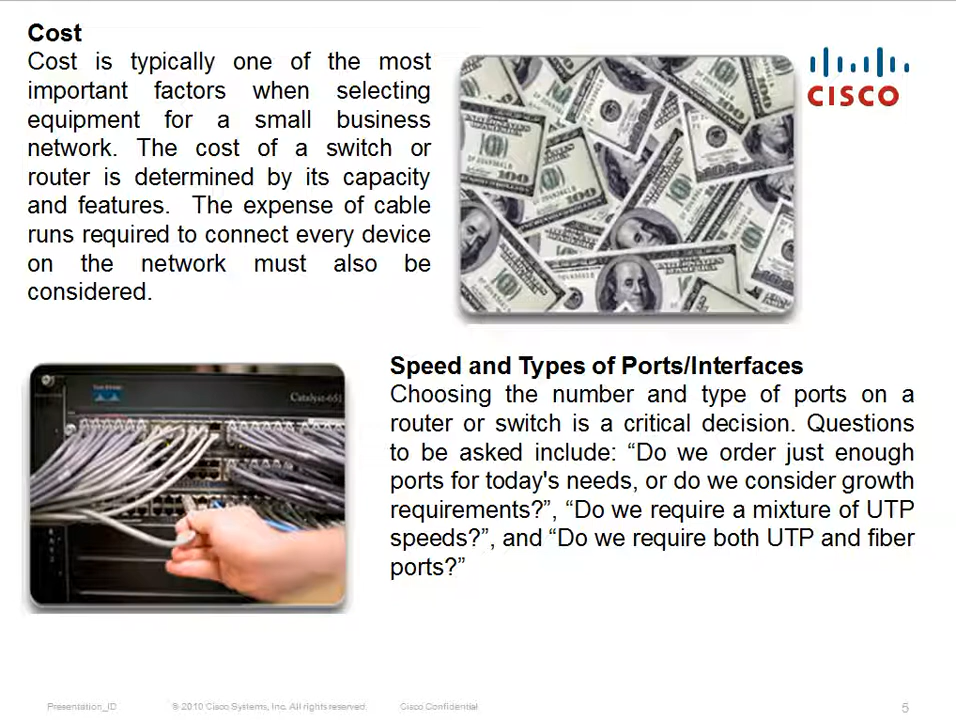 Cost
Cost is typically one of the most
important factors when selecting
equipment for a small business
network. The cost of a switch or
router is determined by its capacity
and features. The expense of cable
runs required to connect every device
on the network must also be
considered.
CISCO
Speed and Types of Ports/Interfaces
Choosing the number and type of ports on a
router or switch is a critical decision. Questions
to be asked include: “Do we order just enough
ports for today's needs, or do we consider growth
requirements?”, “Do we require a mixture of UTP
speeds?”, and “Do we require both UTP and fiber
ports?”
Catalyst 651
Presentation_ID
© 2010 Cisco Systems, Inc. All rights reserved.
Cisco Confidential
5